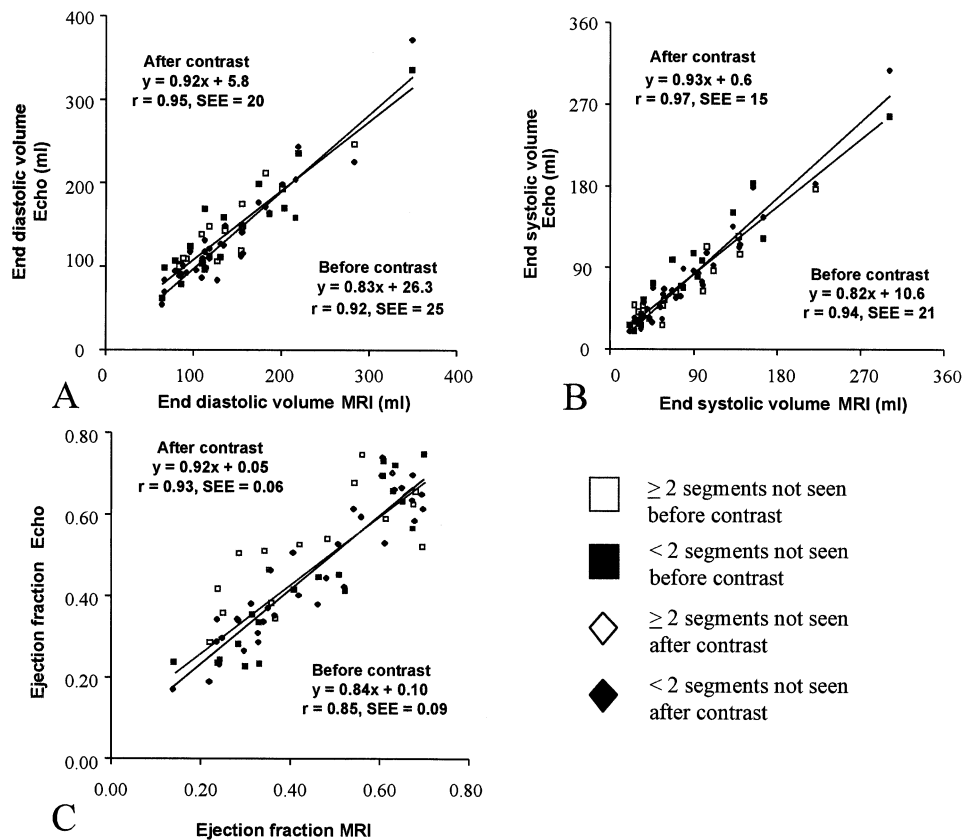 400
300
200
100
0
End diastolic volume
Echo (ml)
After contrast
y = 0.92x + 5.8
r = 0.95, SEE = 20
Before contrast
y = 0.83x + 26.3
r = 0.92, SEE = 25
0
100
200
300
400
End diastolic volume MRI (ml)
A
360
270
180
90
0
End systolic volume
Echo (ml)
After contrast
y = 0.93x + 0.6
r = 0.97, SEE = 15
Before contrast
y = 0.82x + 10.6
r = 0.94, SEE = 21
0
90
180
270
360
End systolic volume MRI (ml)
B
0.80
0.60
0.40
0.20
0.00
Ejection fraction Echo
After contrast
y = 0.92x + 0.05
r = 0.93, SEE = 0.06
Before contrast
y = 0.84x + 0.10
r = 0.85, SEE = 0.09
0.00
0.20
0.40
0.60
0.80
Ejection fraction MRI
C
≥ 2 segments not seen
before contrast
< 2 segments not seen
before contrast
≥ 2 segments not seen
after contrast
< 2 segments not seen
after contrast